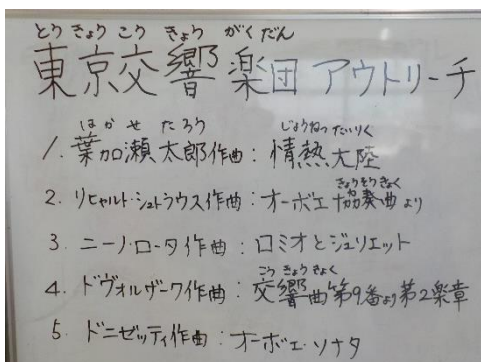 とうきょうこうきょうがくだん
東京交響楽団 アウトリーチ
はかせ たろう じょうねつたいりく
1. 葉加瀬太郎作曲：情熱大陸
きょうそうきょく
2. リヒャルト・シュトラウス作曲：オーボエ協奏曲より
3. ニーノ・ロータ作曲：ロミオとジュリエット
こうきょうきょく
4. ドヴォルザーク作曲：交響曲第9番より第2楽章
5. ドニゼッティ作曲：オーボエ・ソナタ